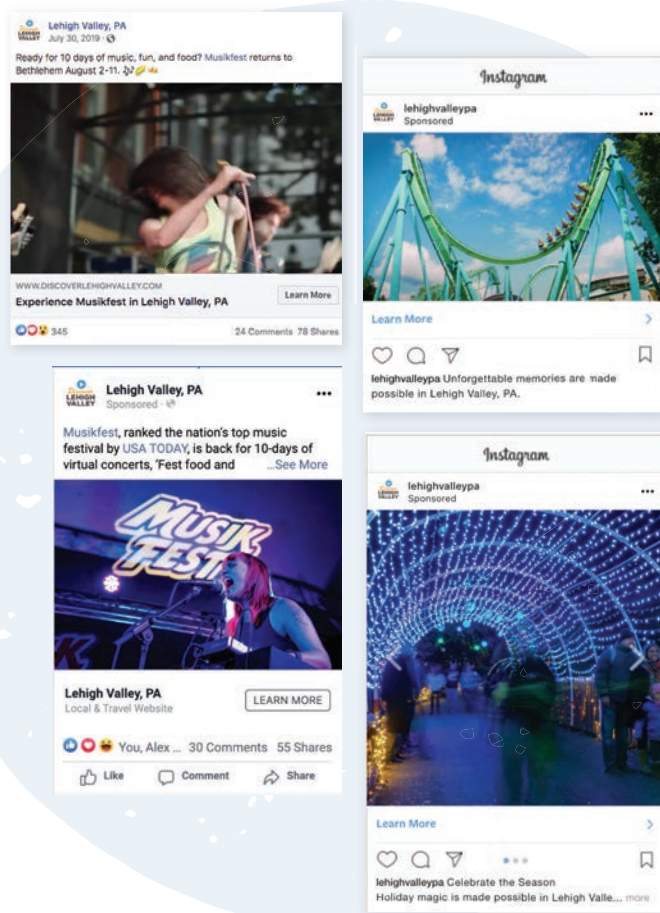 Lehigh Valley, PA
July 30, 2019 ·
Ready for 10 days of music, fun, and food? Musikfest returns to
Bethlehem August 2-11.
WWW.DISCOVERLEHIGHVALLEY.COM
Experience Musikfest in Lehigh Valley, PA
Learn More
345
24 Comments 78 Shares
Discover
LEHIGH
VALLEY
Lehigh Valley, PA
Sponsored ·
Musikfest, ranked the nation's top music
festival by USA TODAY, is back for 10-days of
virtual concerts, 'Fest food and ...See More
MUSIK
FEST
Lehigh Valley, PA
Local & Travel Website
LEARN MORE
You, Alex ... 30 Comments 55 Shares
Like Comment Share
Instagram
lehighvalleypa
Sponsored
Learn More
lehighvalleypa Unforgettable memories are made
possible in Lehigh Valley, PA.
Instagram
lehighvalleypa
Sponsored
Learn More
lehighvalleypa Celebrate the Season
Holiday magic is made possible in Lehigh Valle... more